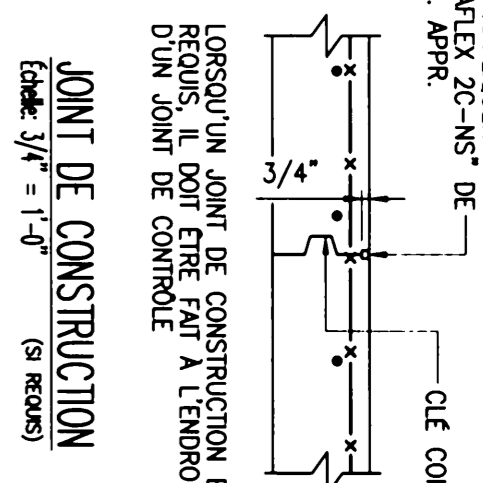 AFLEX 2C-NS" DE
. APPR.
3/4"
CLÉ
LORSQU'UN JOINT DE CONSTRUCTION
REQUIS, IL DOIT ÊTRE FAIT À L'ENDRO
D'UN JOINT DE CONTRÔLE
JOINT DE CONSTRUCTION
Échelle: 3/4" = 1'-0" (SI REQUIS)